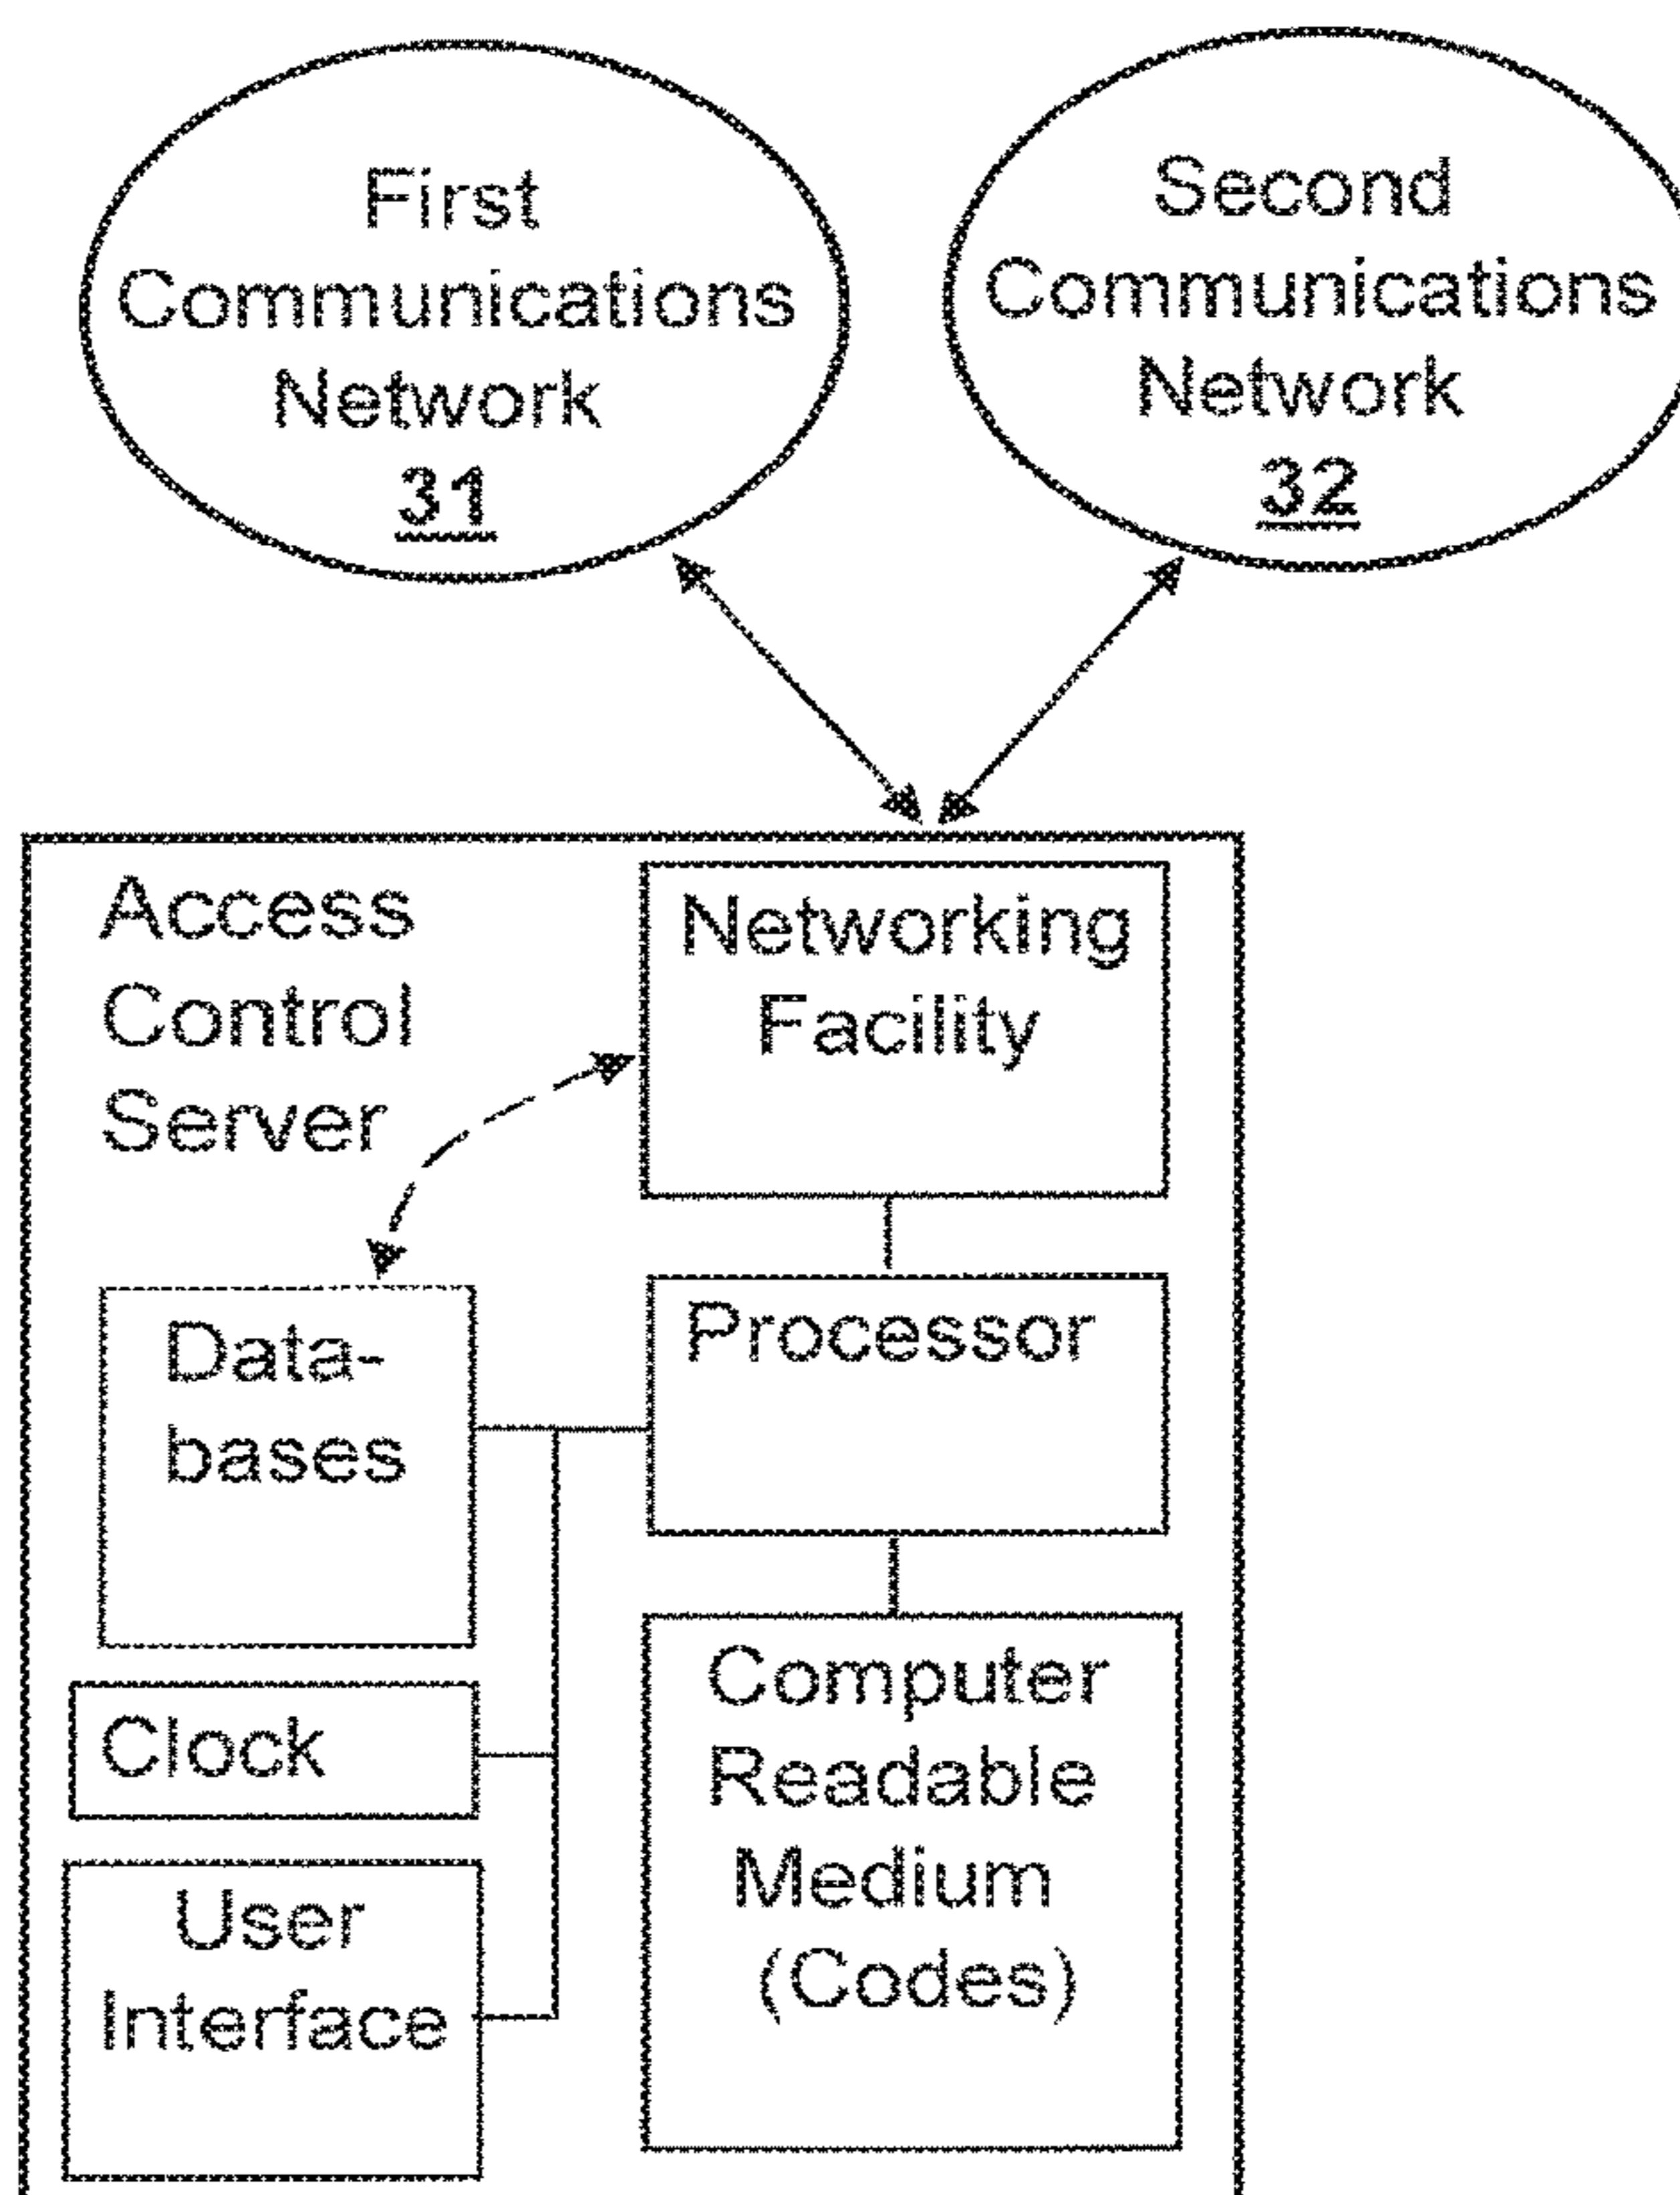 First
Communications
Network
31
Second
Communications
Network
32
Access
Control
Server
Networking
Facility
Data-
bases
Processor
Clock
User
Interface
Computer
Readable
Medium
(Codes)